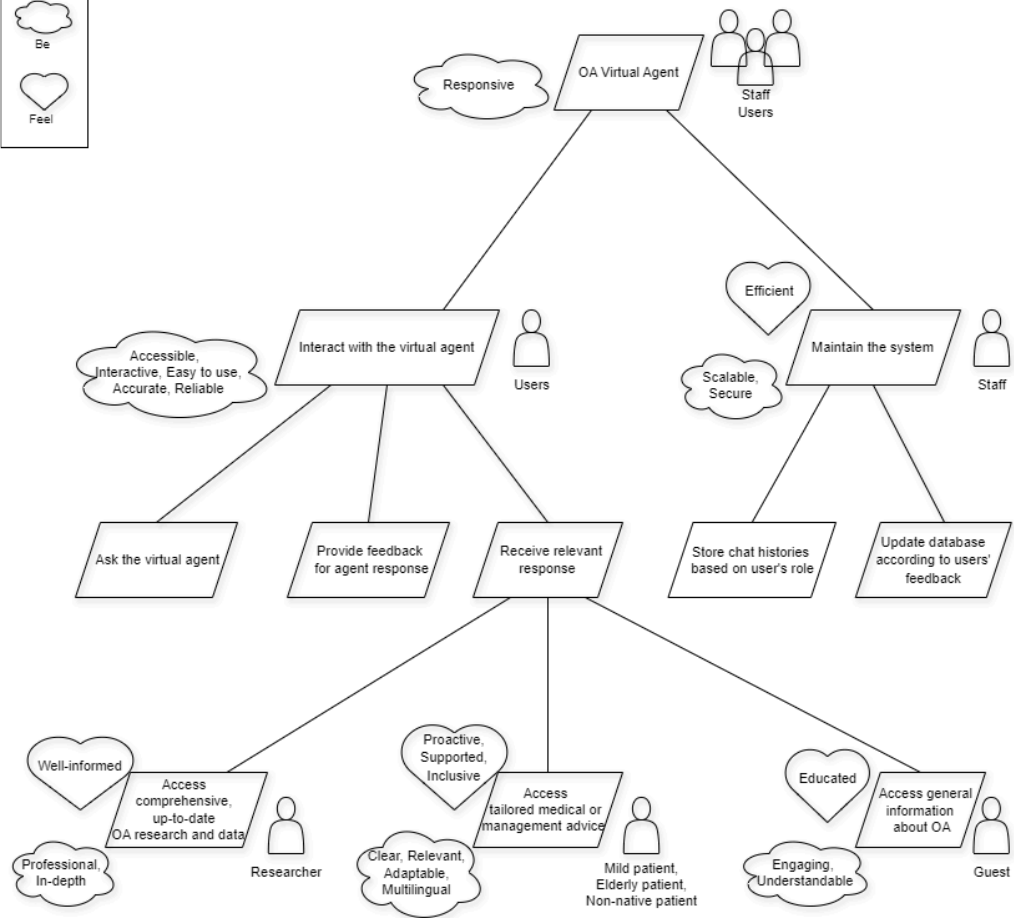 Be
Feel
Responsive
OA Virtual Agent
Staff
Users
Accessible,
Interactive, Easy to use,
Accurate, Reliable
Interact with the virtual agent
Users
Efficient
Scalable,
Secure
Maintain the system
Staff
Ask the virtual agent
Provide feedback
for agent response
Receive relevant
response
Store chat histories
based on user's role
Update database
according to users'
feedback
Well-informed
Professional,
In-depth
Access
comprehensive,
up-to-date
OA research and data
Researcher
Proactive,
Supported,
Inclusive
Clear, Relevant,
Adaptable,
Multilingual
Access
tailored medical or
management advice
Mild patient,
Elderly patient,
Non-native patient
Educated
Engaging,
Understandable
Access general
information
about OA
Guest